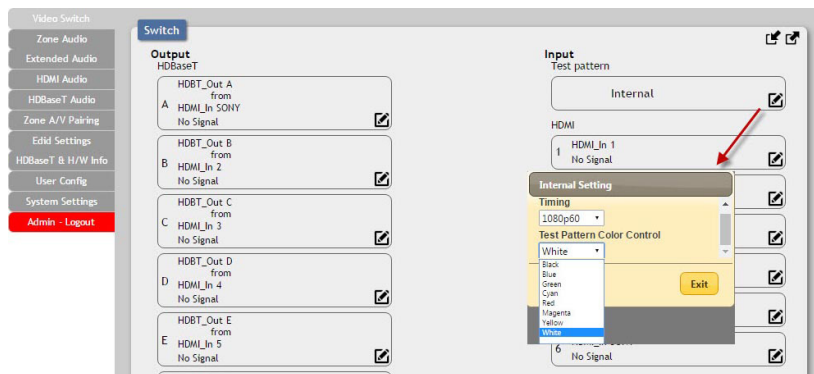 Video Switch
Zone Audio
Extended Audio
HDMI Audio
HDBaseT Audio
Zone A/V Pairing
Edid Settings
HDBaseT & H/W Info
User Config
System Settings
Admin - Logout
Switch
Output
HDBaseT
A
HDBT_Out A
from
HDMI_In SONY
No Signal
B
HDBT_Out B
from
HDMI_In 2
No Signal
C
HDBT_Out C
from
HDMI_In 3
No Signal
D
HDBT_Out D
from
HDMI_In 4
No Signal
E
HDBT_Out E
from
HDMI_In 5
No Signal
Input
Test pattern
Internal
HDMI
1 HDMI_In 1
No Signal
Internal Setting
Timing
1080p60
Test Pattern Color Control
White
Black
Blue
Green
Cyan
Red
Magenta
Yellow
White
Exit
6
No Signal